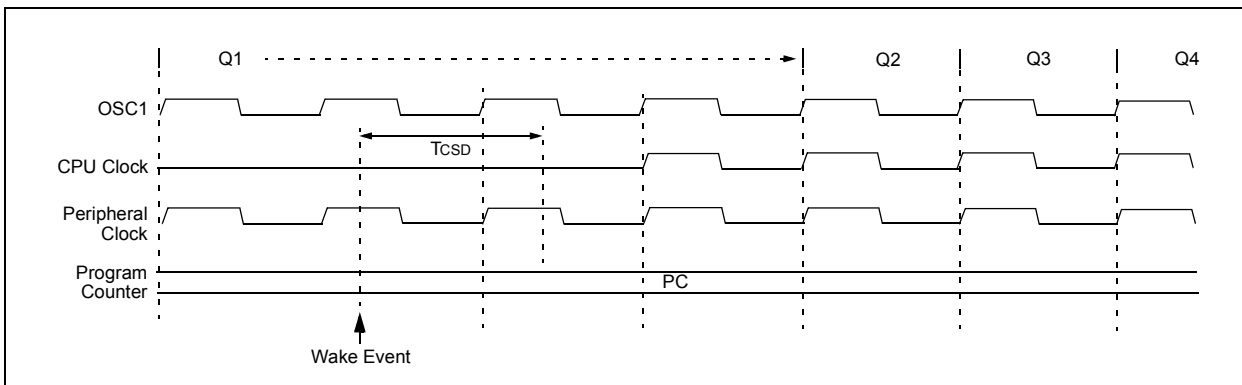 Q1 Q2 Q3 Q4
OSC1
TCSD
CPU Clock
Peripheral
Clock
Program
Counter
PC
Wake Event